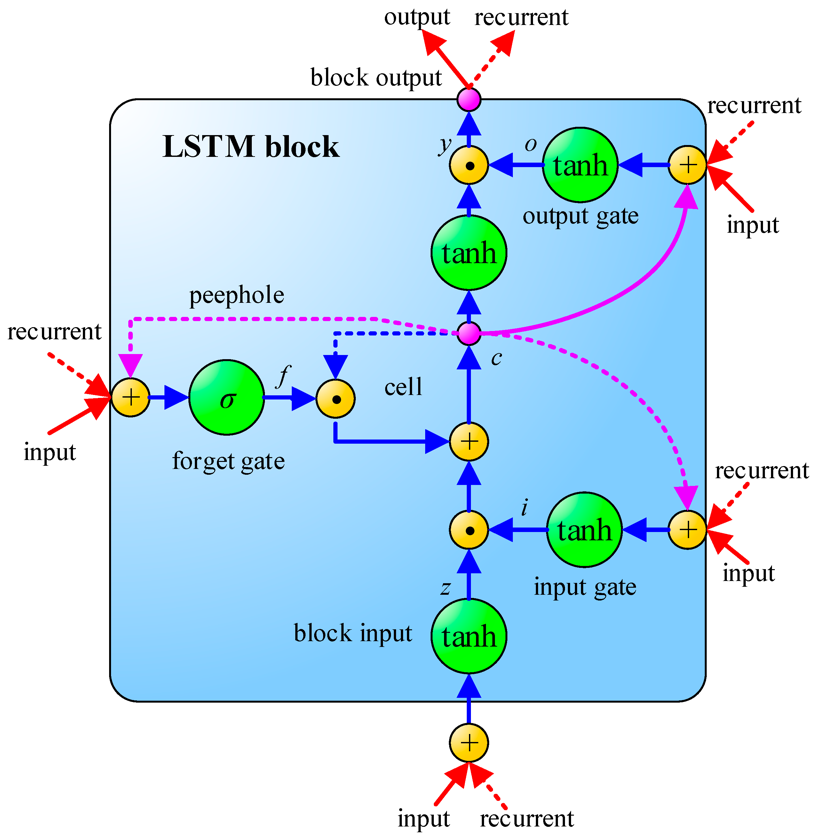 output recurrent
block output
recurrent
LSTM block
y
o
tanh
+
output gate
input
tanh
peephole
recurrent
c
f
cell
+
σ
input
forget gate
+
recurrent
i
tanh
+
z
input gate
input
block input
tanh
+
input recurrent